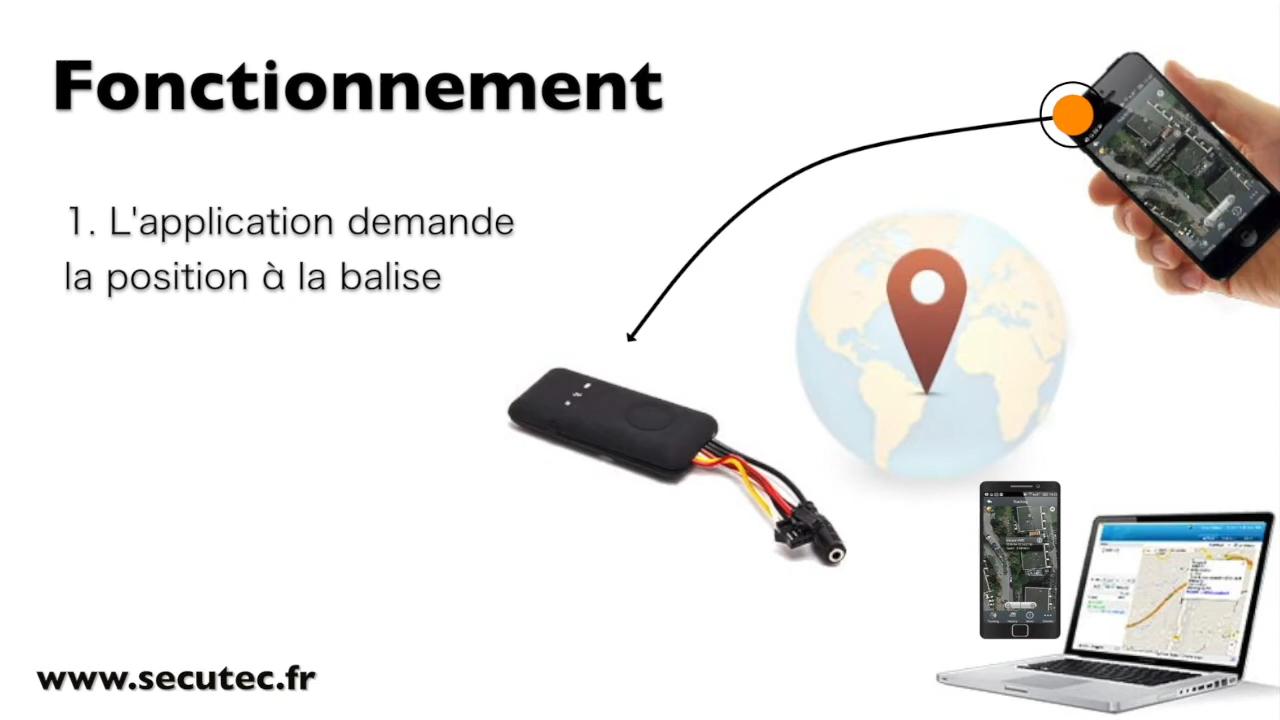 Fonctionnement
1. L'application demande
la position à la balise
www.secutec.fr